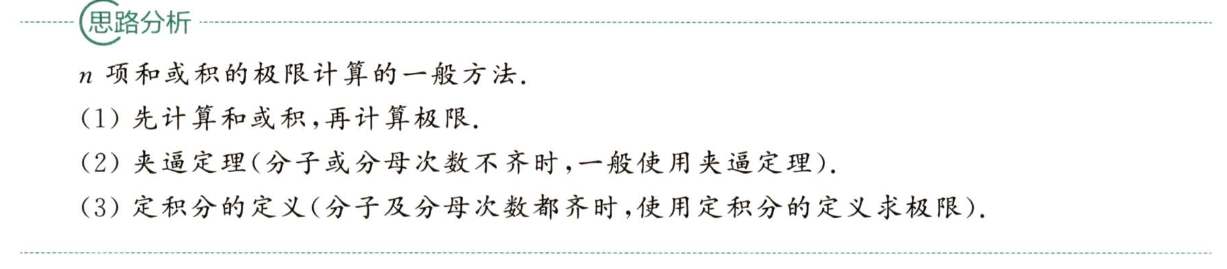 思路分析
n 项和或积的极限计算的一般方法.
(1) 先计算和或积,再计算极限.
(2) 夹逼定理(分子或分母次数不齐时,一般使用夹逼定理).
(3) 定积分的定义(分子及分母次数都齐时,使用定积分的定义求极限).